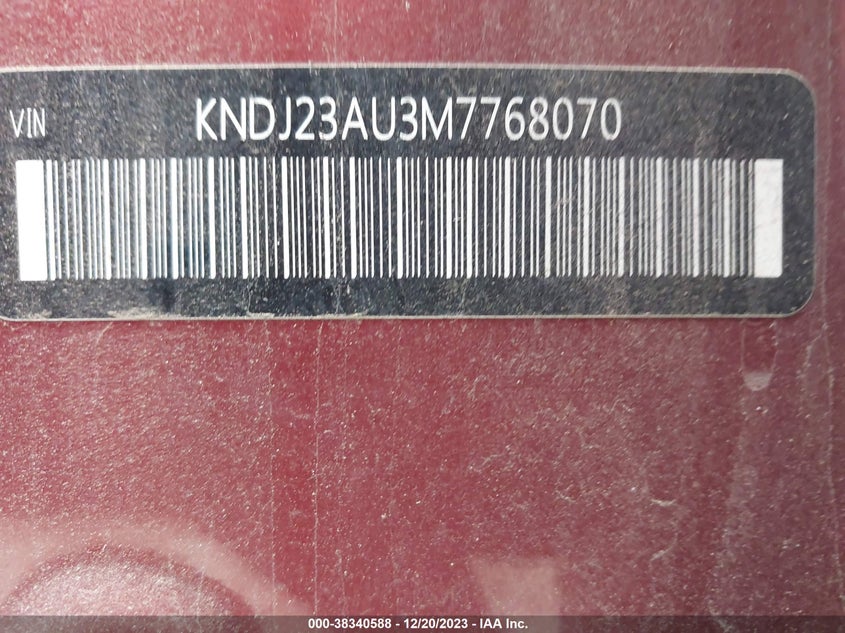 VIN KNDJ23AU3M7768070
000-38340588 - 12/20/2023 - IAA Inc.